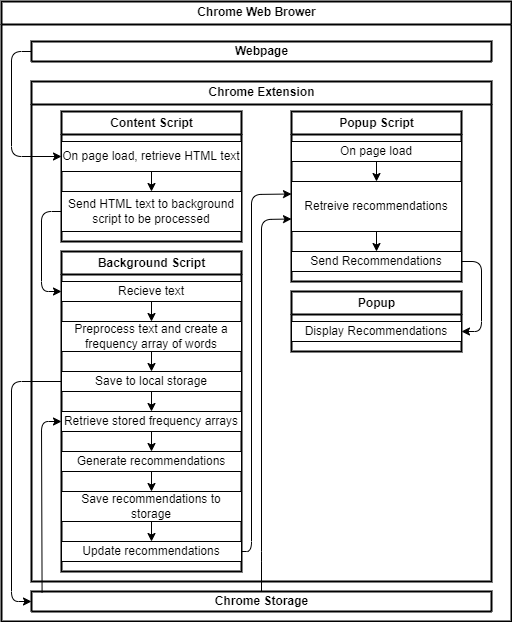 Chrome Web Brower
Webpage
Chrome Extension
Content Script
On page load, retrieve HTML text
Send HTML text to background
script to be processed
Background Script
Recieve text
Preprocess text and create a
frequency array of words
Save to local storage
Retrieve stored frequency arrays
Generate recommendations
Save recommendations to
storage
Update recommendations
Popup Script
On page load
Retreive recommendations
Send Recommendations
Popup
Display Recommendations
Chrome Storage